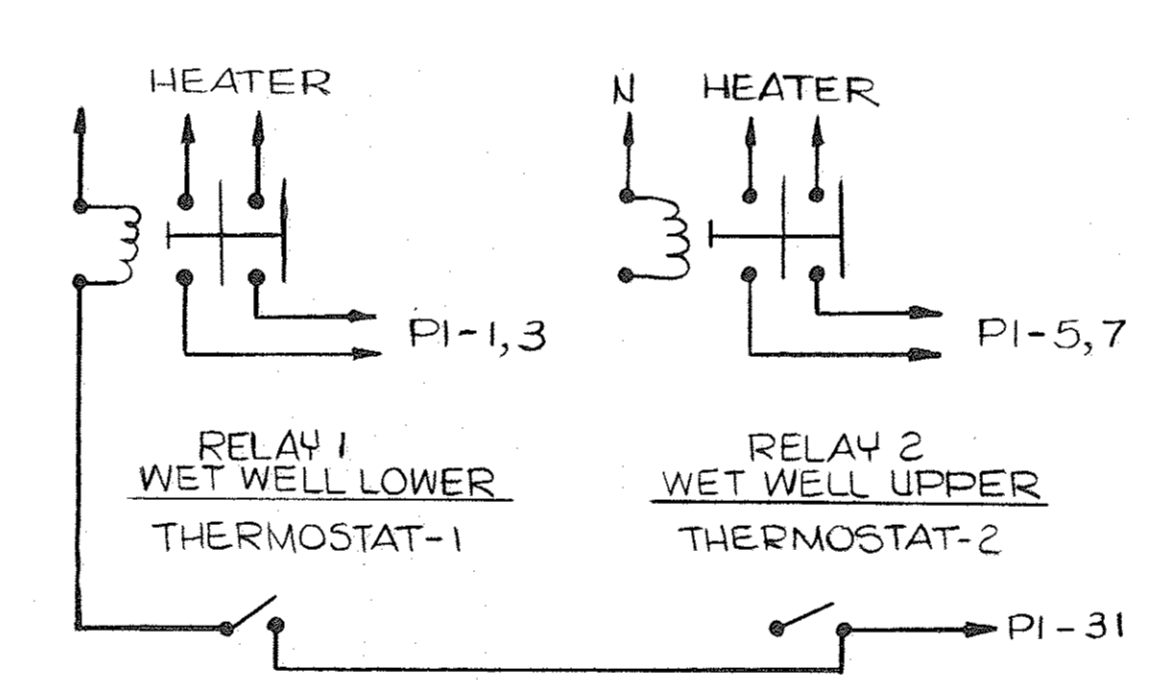 HEATER
N HEATER
P1-1,3
P1-5,7
RELAY 1
WET WELL LOWER
THERMOSTAT-1
RELAY 2
WET WELL UPPER
THERMOSTAT-2
P1-31